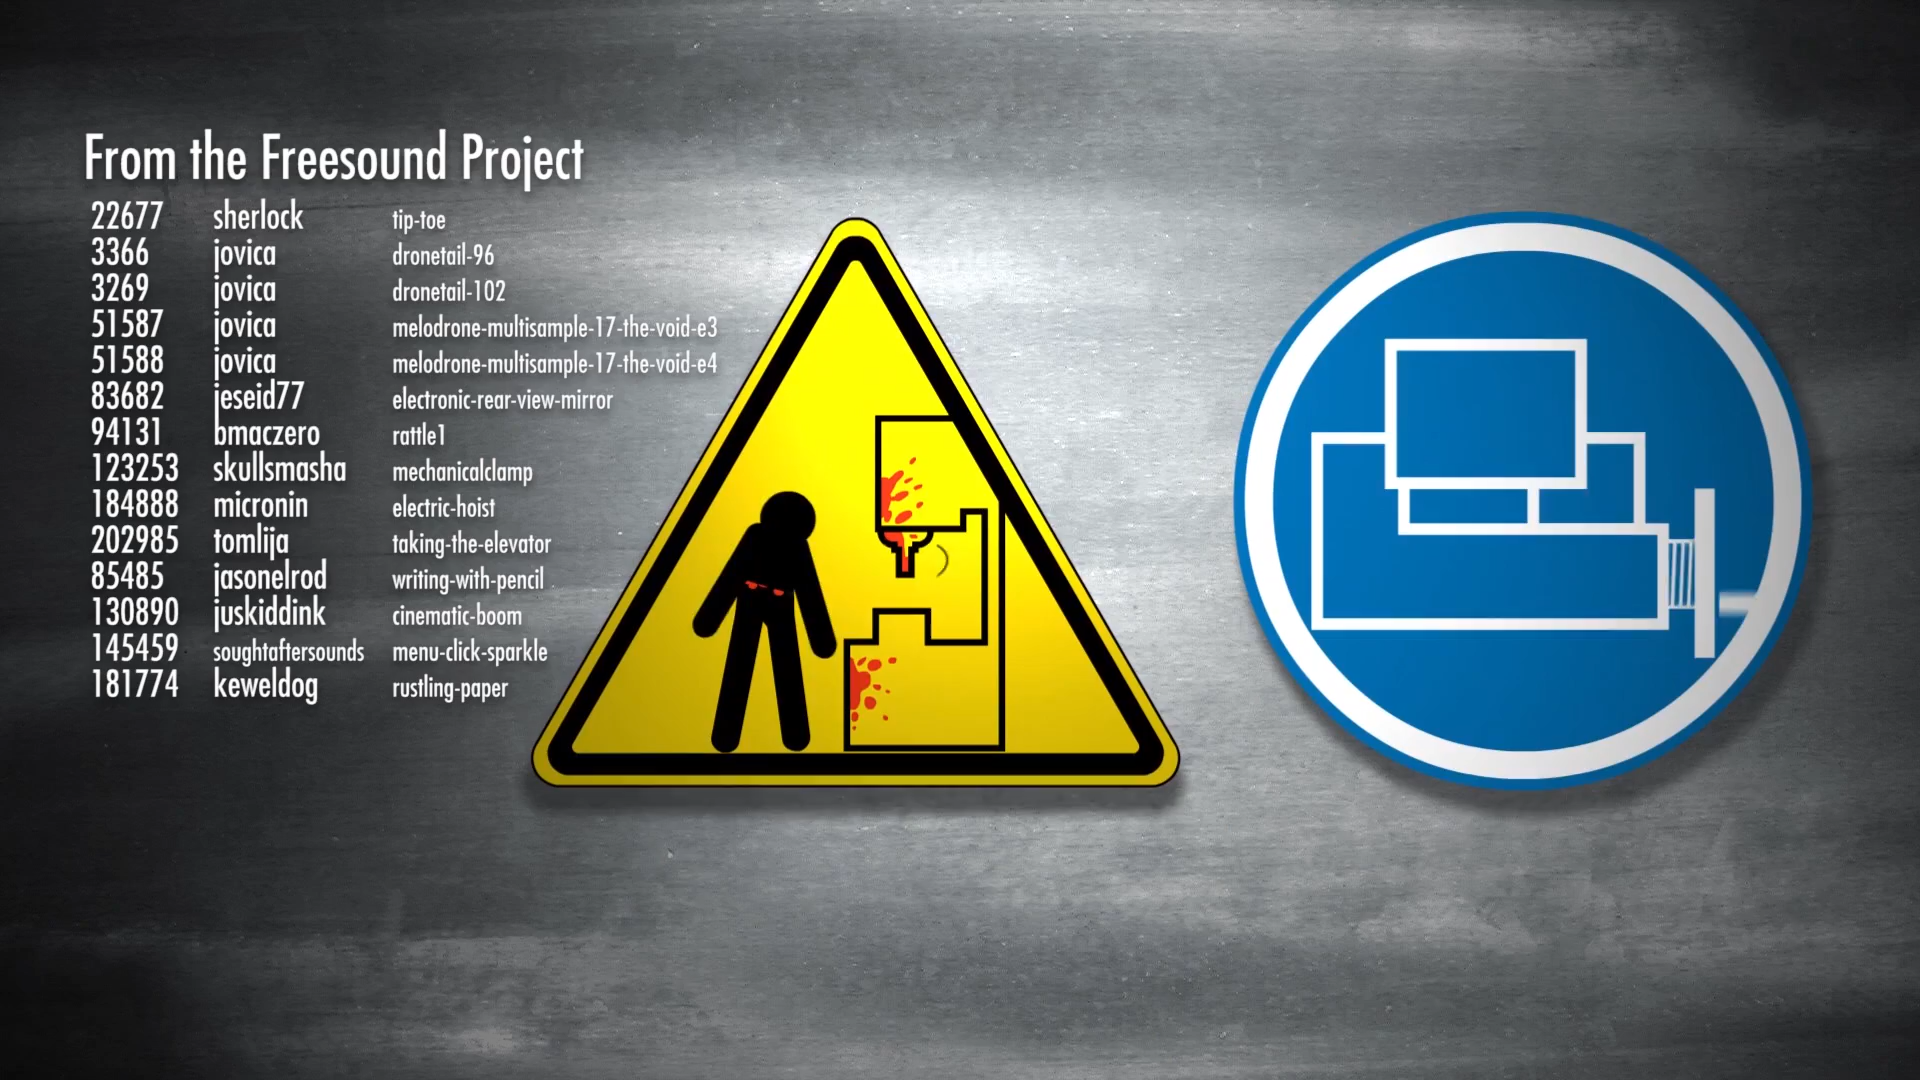 From the Freesound Project
22677 sherlock tip-toe
3366 jovica dronetail-96
3269 jovica dronetail-102
51587 jovica melodrone-multisample-17-the-void-e3
51588 jovica melodrone-multisample-17-the-void-e4
83682 jeseid77 electronic-rear-view-mirror
94131 bmaczero rattle1
123253 skullsmasha mechanicalclamp
184888 micronin electric-hoist
202985 tomlija taking-the-elevator
85485 jasonelrod writing-with-pencil
130890 juskiddink cinematic-boom
145459 soughtaftersounds menu-click-sparkle
181774 keweldog rustling-paper